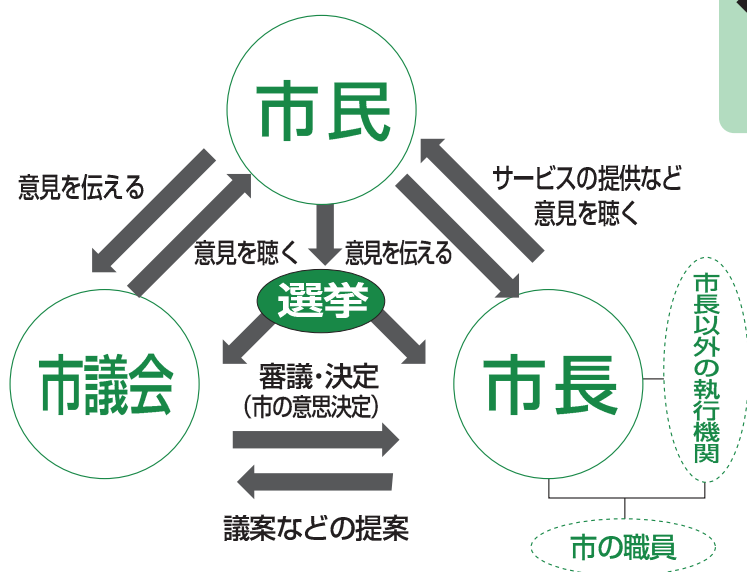 市民
意見を伝える
サービスの提供など
意見を聴く
意見を聴く
意見を伝える
選挙
市議会
審議・決定
(市の意思決定)
市長
市長以外の執行機関
議案などの提案
市の職員